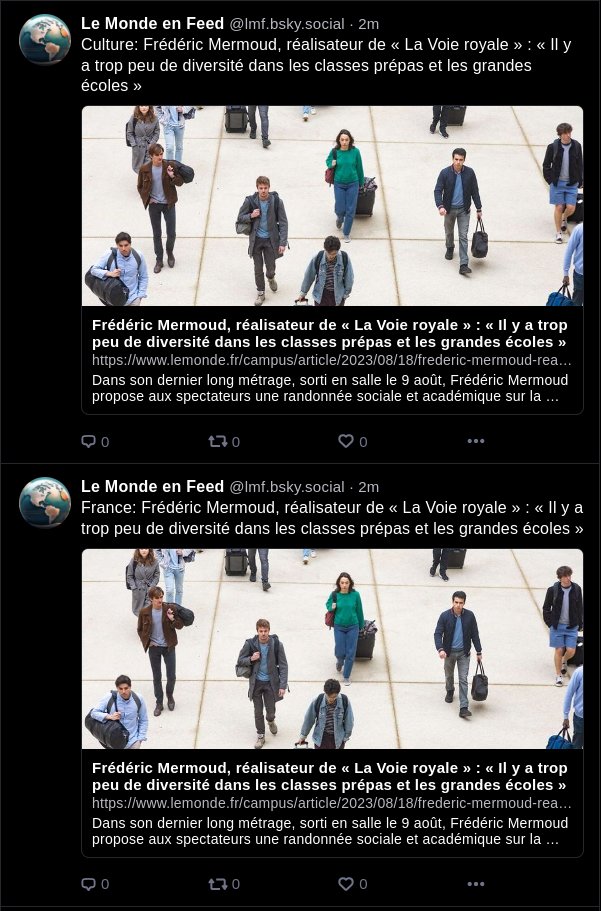 Le Monde en Feed @lmf.bsky.social · 2m
Culture: Frédéric Mermoud, réalisateur de « La Voie royale » : « Il y
a trop peu de diversité dans les classes prépas et les grandes
écoles »
Frédéric Mermoud, réalisateur de « La Voie royale » : « Il y a trop
peu de diversité dans les classes prépas et les grandes écoles »
https://www.lemonde.fr/campus/article/2023/08/18/frederic-mermoud-rea...
Dans son dernier long métrage, sorti en salle le 9 août, Frédéric Mermoud
propose aux spectateurs une randonnée sociale et académique sur la ...
0 0 0
Le Monde en Feed @lmf.bsky.social · 2m
France: Frédéric Mermoud, réalisateur de « La Voie royale » : « Il y a
trop peu de diversité dans les classes prépas et les grandes écoles »
Frédéric Mermoud, réalisateur de « La Voie royale » : « Il y a trop
peu de diversité dans les classes prépas et les grandes écoles »
https://www.lemonde.fr/campus/article/2023/08/18/frederic-mermoud-rea...
Dans son dernier long métrage, sorti en salle le 9 août, Frédéric Mermoud
propose aux spectateurs une randonnée sociale et académique sur la ...
0 0 0